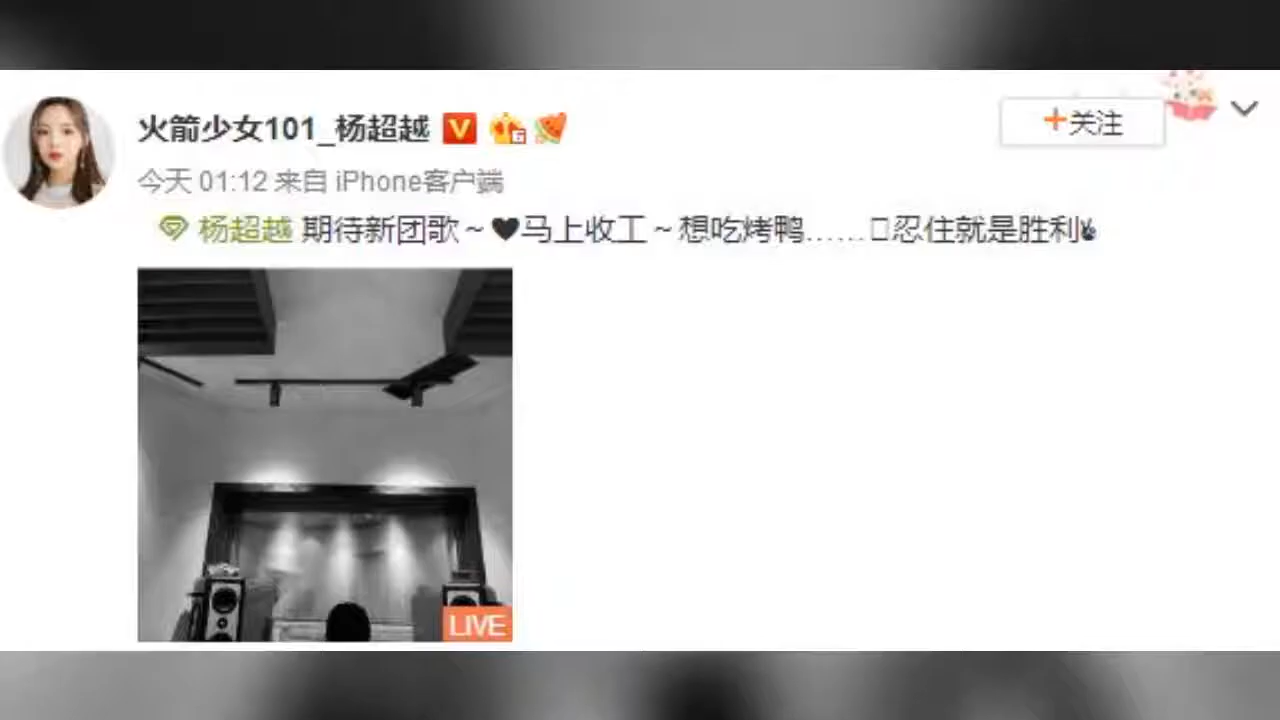 火箭少女101_杨超越 V
+关注
今天 01:12 来自 iPhone客户端
杨超越 期待新团歌～♥马上收工～想吃烤鸭……忍住就是胜利✌
LIVE